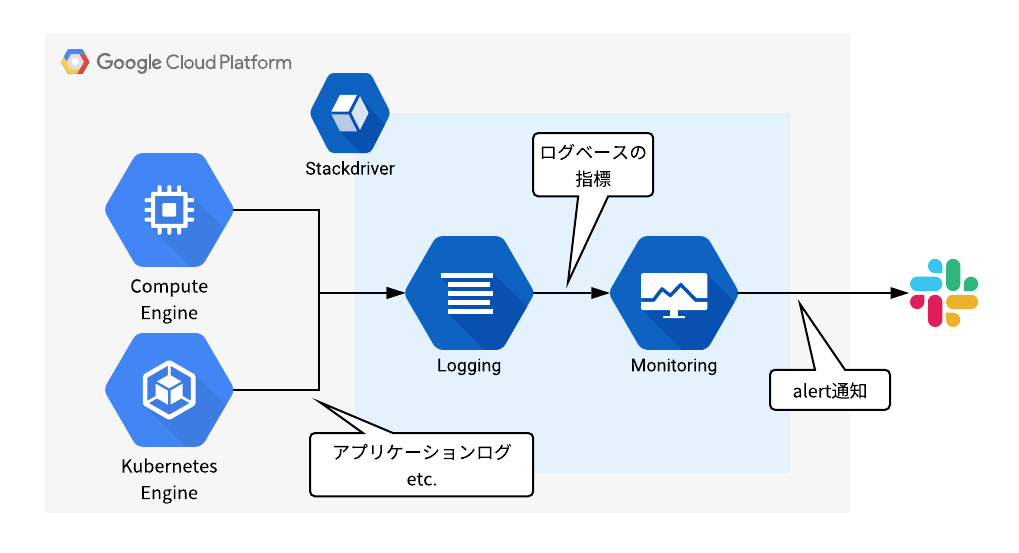 Google Cloud Platform
Stackdriver
ログベースの
指標
Compute
Engine
Logging
Monitoring
alert通知
Kubernetes
Engine
アプリケーションログ
etc.